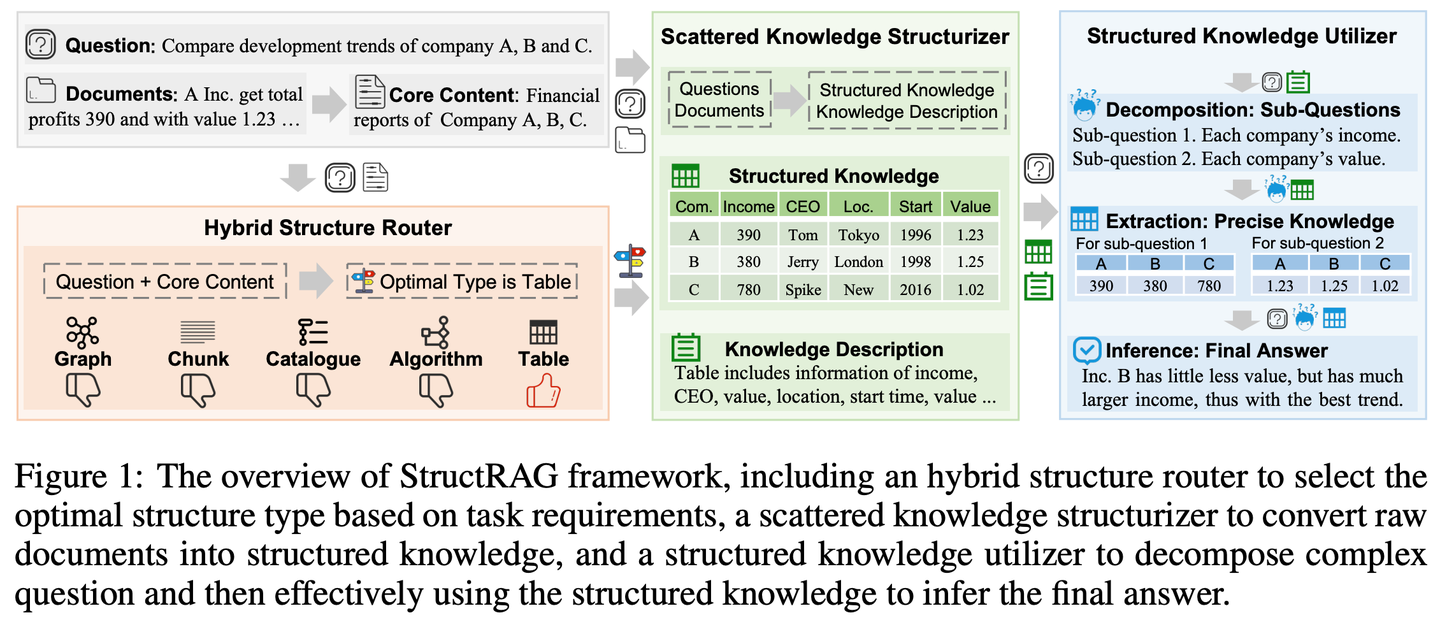 Question: Compare development trends of company A, B and C.
Documents: A Inc. get total
profits 390 and with value 1.23 …
Core Content: Financial
reports of Company A, B, C.
Hybrid Structure Router
Question + Core Content
Optimal Type is Table
Graph
Chunk
Catalogue
Algorithm
Table
Scattered Knowledge Structurizer
Questions
Documents
Structured Knowledge
Knowledge Description
Structured Knowledge
Com. Income CEO Loc. Start Value
A 390 Tom Tokyo 1996 1.23
B 380 Jerry London 1998 1.25
C 780 Spike New 2016 1.02
Knowledge Description
Table includes information of income,
CEO, value, location, start time, value ...
Structured Knowledge Utilizer
Decomposition: Sub-Questions
Sub-question 1. Each company’s income.
Sub-question 2. Each company’s value.
Extraction: Precise Knowledge
For sub-question 1
A B C
390 380 780
For sub-question 2
A B C
1.23 1.25 1.02
Inference: Final Answer
Inc. B has little less value, but has much
larger income, thus with the best trend.
Figure 1: The overview of StructRAG framework, including an hybrid structure router to select the
optimal structure type based on task requirements, a scattered knowledge structurizer to convert raw
documents into structured knowledge, and a structured knowledge utilizer to decompose complex
question and then effectively using the structured knowledge to infer the final answer.